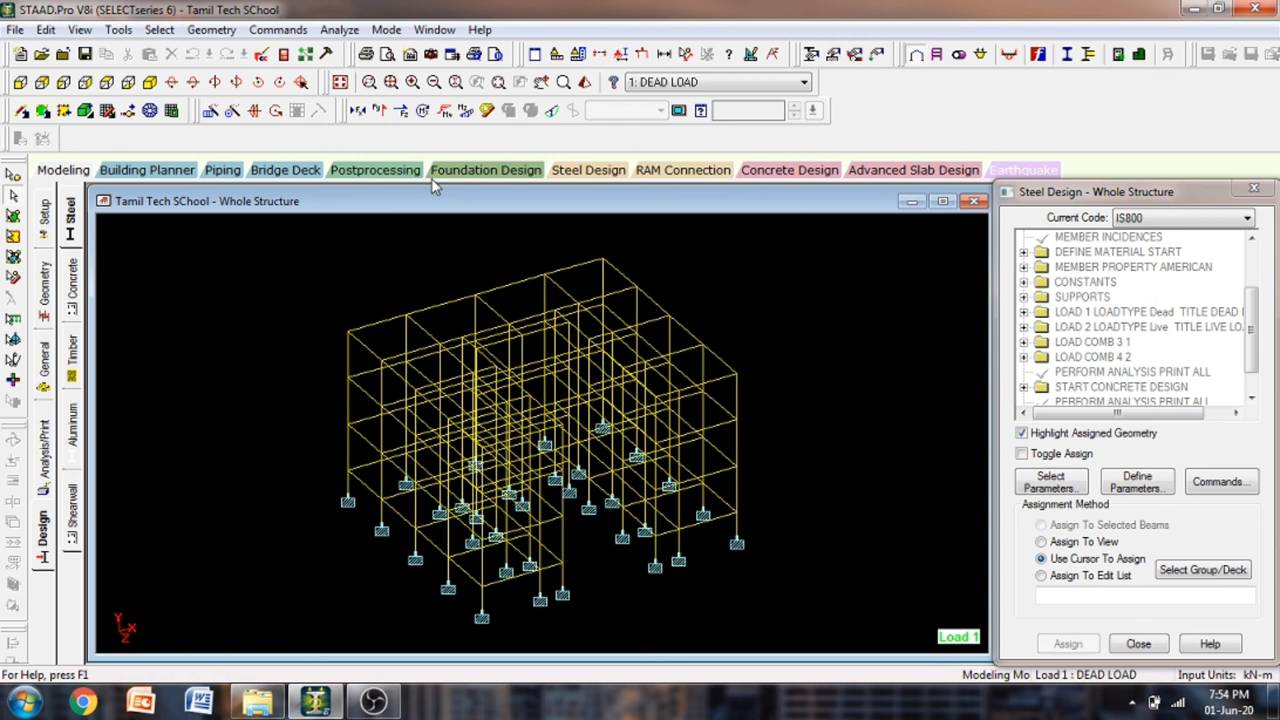 STAAD.Pro V8i (SELECTseries 6) - Tamil Tech SChool
File Edit View Tools Select Geometry Commands Analyze Mode Window Help
1: DEAD LOAD
Modeling Building Planner Piping Bridge Deck Postprocessing Foundation Design Steel Design RAM Connection Concrete Design Advanced Slab Design Earthquake
Setup
Geometry
General
Analysis/Print
Design
Steel
Concrete
Timber
Aluminum
Shearwall
Tamil Tech SChool - Whole Structure
Load 1
Steel Design - Whole Structure
Current Code: IS800
MEMBER INCIDENCES
DEFINE MATERIAL START
MEMBER PROPERTY AMERICAN
CONSTANTS
SUPPORTS
LOAD 1 LOADTYPE Dead TITLE DEAD
LOAD 2 LOADTYPE Live TITLE LIVE LO.
LOAD COMB 3 1
LOAD COMB 4 2
PERFORM ANALYSIS PRINT ALL
START CONCRETE DESIGN
PERFORM ANALYSIS PRINT ALL
Highlight Assigned Geometry
Toggle Assign
Select Parameters..
Define Parameters..
Commands...
Assignment Method
Assign To Selected Beams
Assign To View
Use Cursor To Assign
Select Group/Deck
Assign To Edit List
Assign Close Help
For Help, press F1
Modeling Mo Load 1 : DEAD LOAD Input Units: kN-m
7:54 PM
01-Jun-20